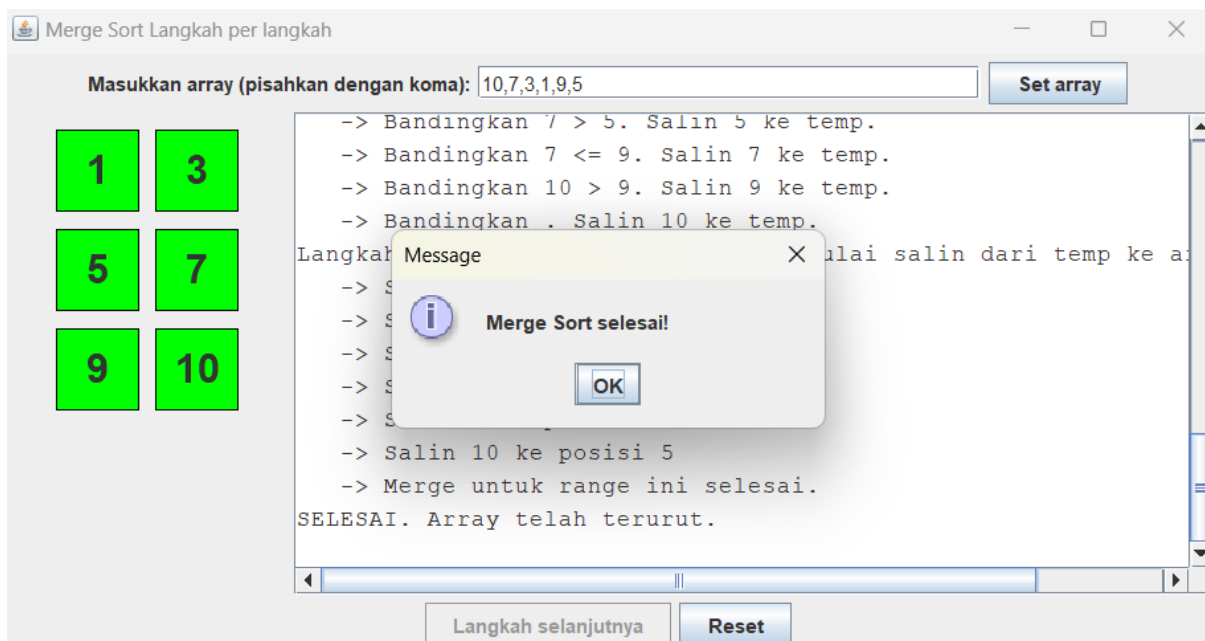 Merge Sort Langkah per langkah
Masukkan array (pisahkan dengan koma): 10,7,3,1,9,5 Set array
1 3
5 7
9 10
-> Bandingkan 7 > 5. Salin 5 ke temp.
-> Bandingkan 7 <= 9. Salin 7 ke temp.
-> Bandingkan 10 > 9. Salin 9 ke temp.
-> Bandingkan . Salin 10 ke temp.
salin dari temp ke
->
->
->
->
->
-> Salin 10 ke posisi 5
-> Merge untuk range ini selesai.
SELESAI. Array telah terurut.
Message
Merge Sort selesai!
OK
Langkah selanjutnya Reset